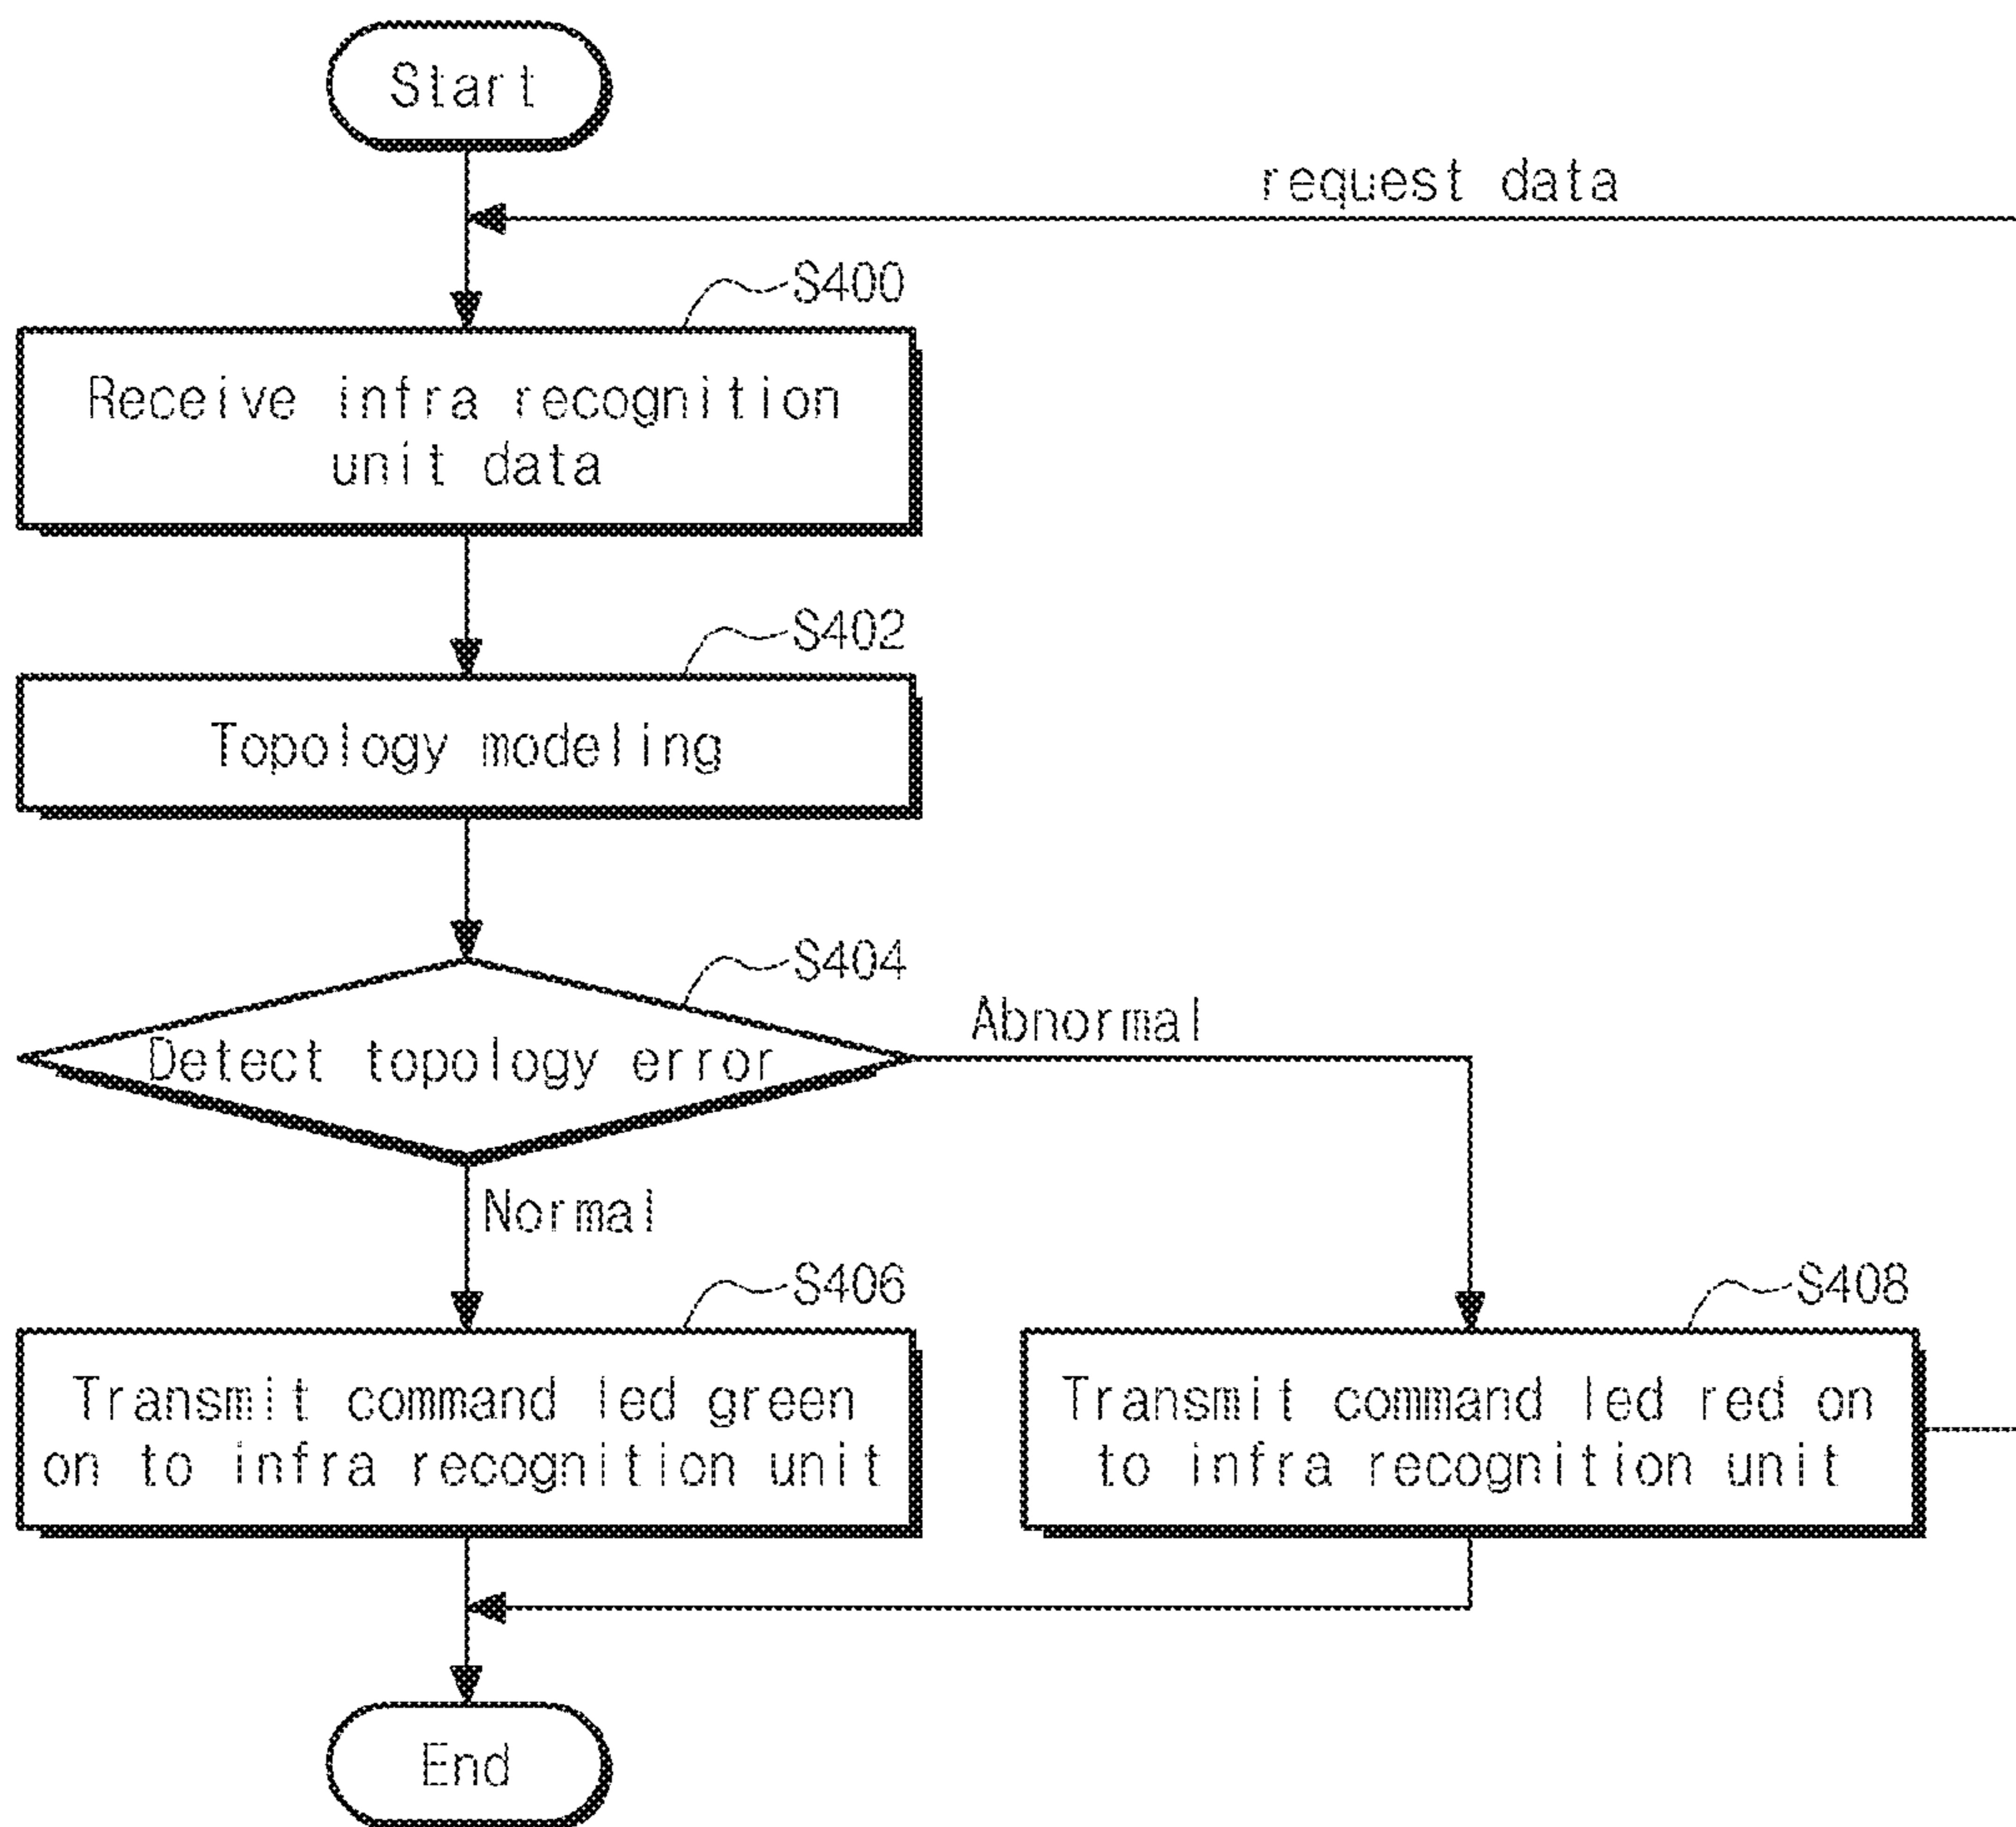 Start
request data
S400
Receive infra recognition
unit data
S402
Topology modeling
S404
Detect topology error
Abnormal
Normal
S406
Transmit command led green
on to infra recognition unit
S408
Transmit command led red on
to infra recognition unit
End